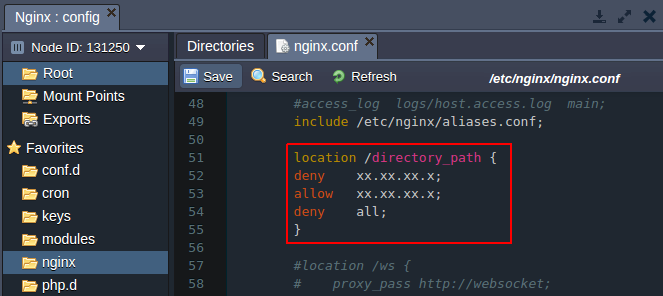 Nginx : config
Node ID: 131250
Root
Mount Points
Exports
Favorites
conf.d
cron
keys
modules
nginx
php.d
Directories
nginx.conf
Save
Search
Refresh
/etc/nginx/nginx.conf
48 #access_log logs/host.access.log main;
49 include /etc/nginx/aliases.conf;
50
51 location /directory_path {
52 deny xx.xx.xx.x;
53 allow xx.xx.xx.x;
54 deny all;
55 }
56
57 #location /ws {
58 # proxy_pass http://websocket;